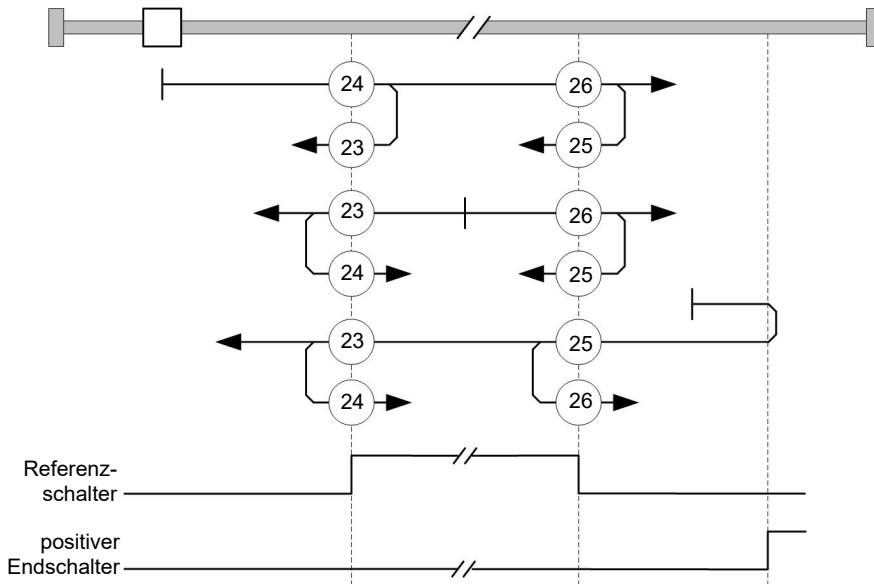 24 26
23 25
23 26
24 25
23 25
24 26
Referenz-
schalter
positiver
Endschalter